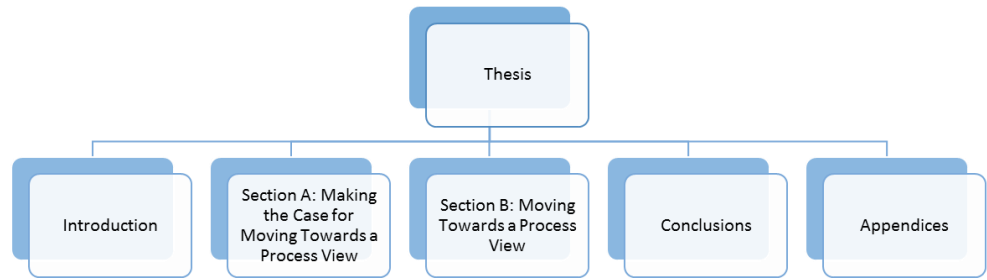 Thesis
Introduction
Section A: Making
the Case for
Moving Towards a
Process View
Section B: Moving
Towards a Process
View
Conclusions
Appendices